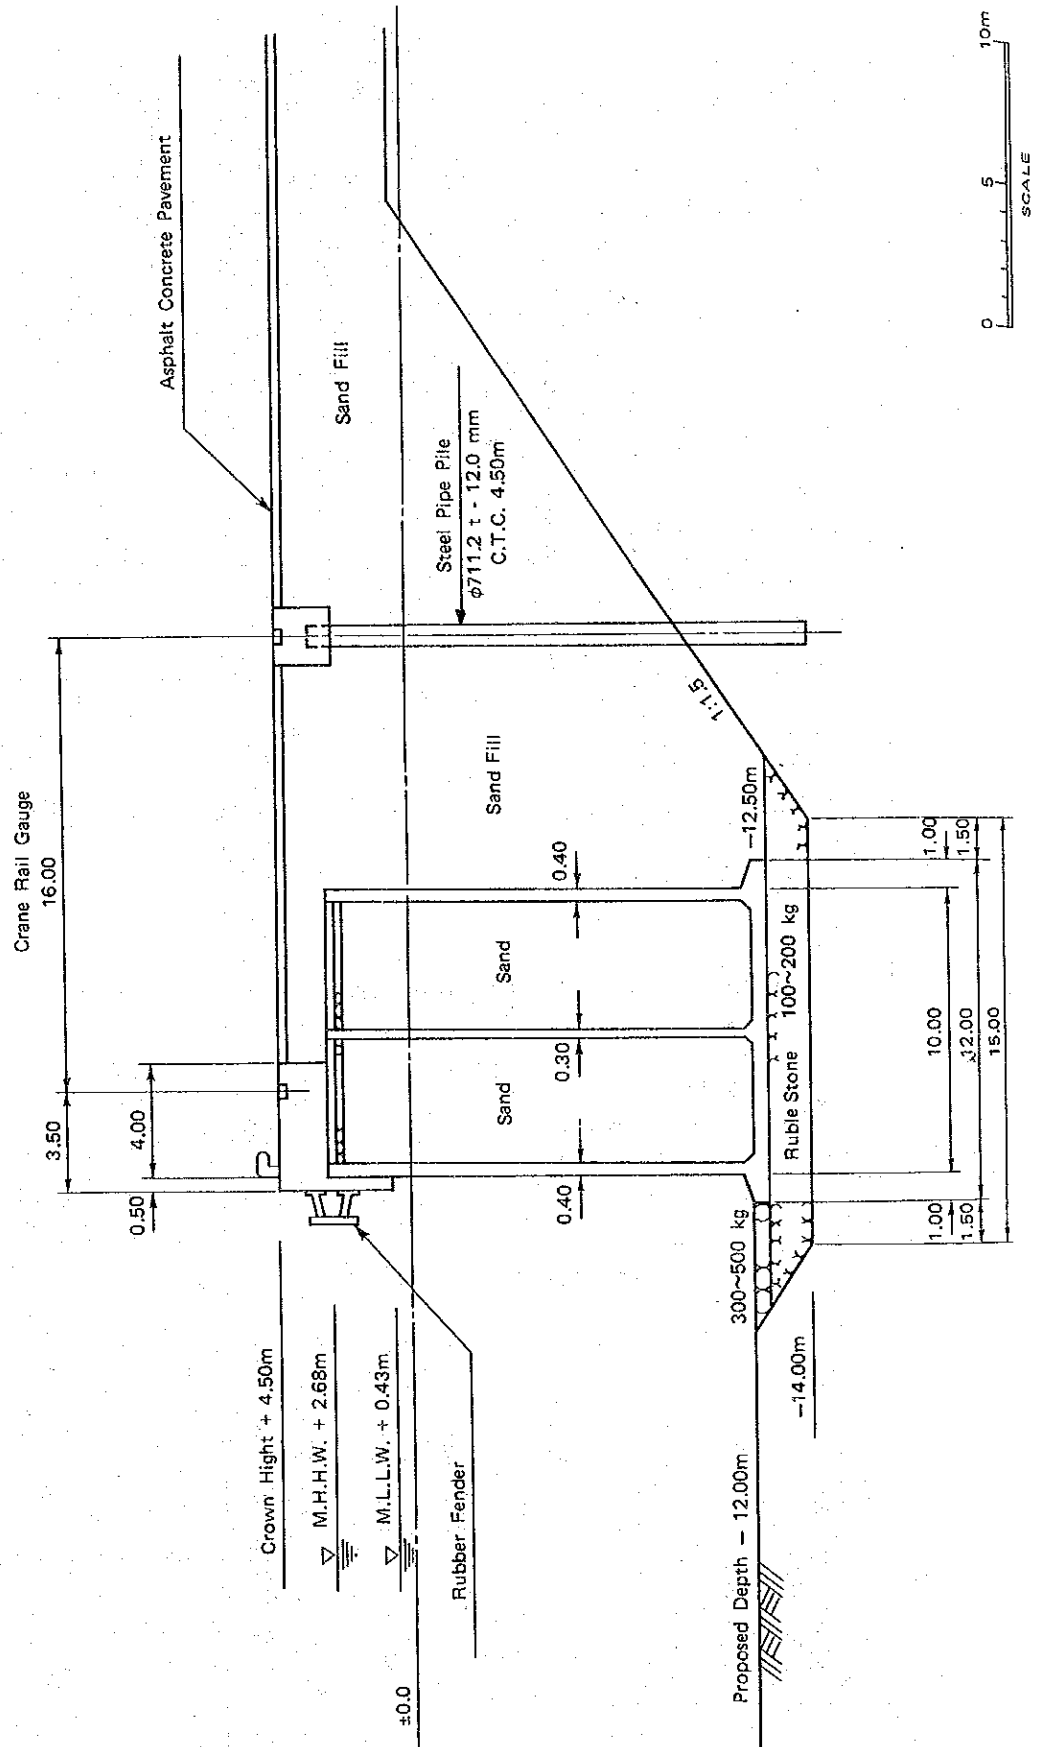 Crane Rail Gauge
16.00
3.50
4.00
0.50
Asphalt Concrete Pavement
Sand Fill
Steel Pipe Pile
φ711.2 t - 12.0 mm
C.T.C. 4.50m
Crown Hight + 4.50m
M.H.H.W. + 2.68m
M.L.L.W. + 0.43m
±0.0
Rubber Fender
Sand
Sand
Sand Fill
0.40
0.30
0.40
1:1.5
-12.50m
300~500 kg
Ruble Stone 100~200 kg
Proposed Depth - 12.00m
-14.00m
1.00
1.50
10.00
12.00
15.00
1.00
1.50
0
5
10m
SCALE